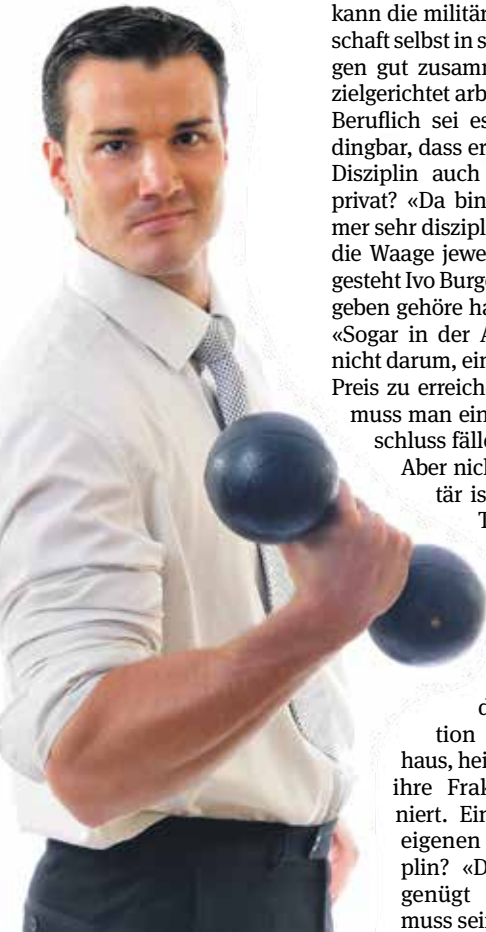 kann die militär
schaft selbst in s
gen gut zusamm
zielgerichtet arb
Beruflich sei es
dingbar, dass er
Disziplin auch
privat? «Da bin
mer sehr diszipl
die Waage jewe
gesteht Ivo Burge
geben gehöre ha
«Sogar in der A
nicht darum, ein
Preis zu erreich
muss man ein
schluss fälle
Aber nich
tär is
T
d
tion
haus, hei
ihre Frak
niert. Ein
eigenen
plin? «D
genügt
muss sein